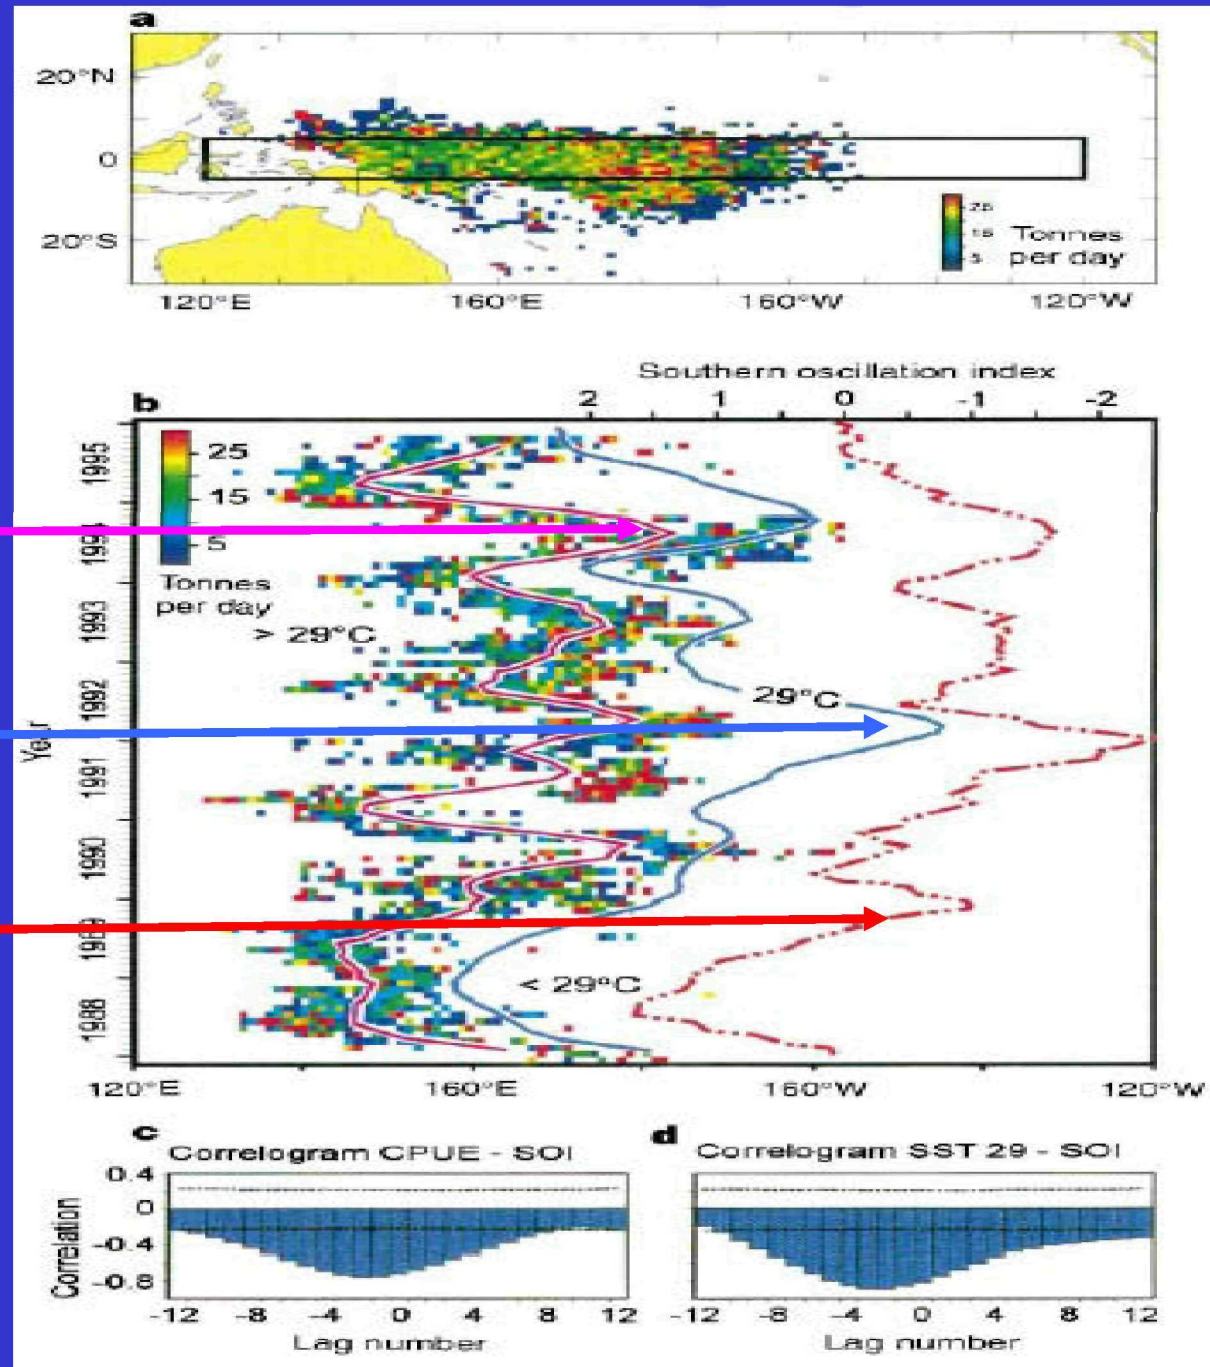 a
20°N
0
20°S
25
15
5
Tonnes
per day
120°E 160°E 160°W 120°W
Southern oscillation index
b
2 1 0 -1 -2
25
15
5
Tonnes
per day
> 29°C
29°C
< 29°C
Year
1995
1994
1993
1992
1991
1990
1989
1988
120°E 160°E 160°W 120°W
c
Correlogram CPUE - SOI
0.4
0
-0.4
-0.8
Correlation
-12 -8 -4 0 4 8 12
Lag number
d
Correlogram SST 29 - SOI
-12 -8 -4 0 4 8 12
Lag number